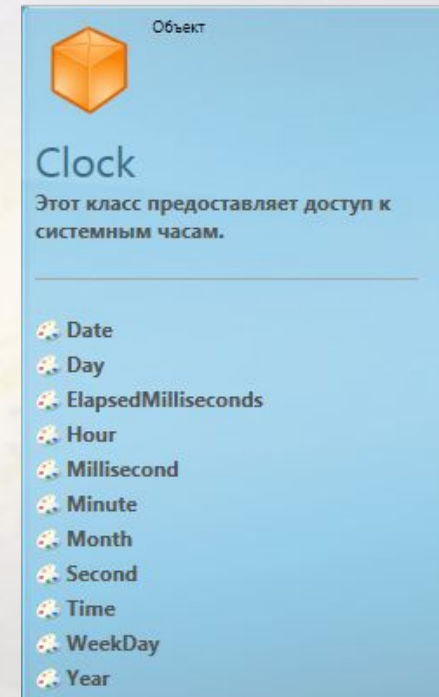 Объект
Clock
Этот класс предоставляет доступ к
системным часам.
Date
Day
ElapsedMilliseconds
Hour
Millisecond
Minute
Month
Second
Time
WeekDay
Year